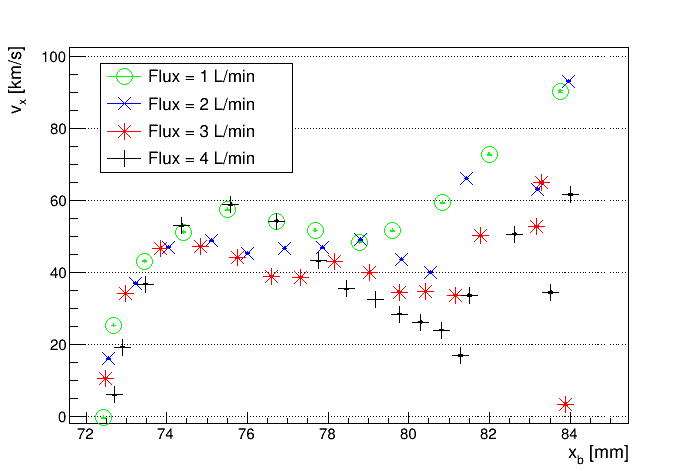 v_x [km/s]
100
80
60
40
20
0
Flux = 1 L/min
Flux = 2 L/min
Flux = 3 L/min
Flux = 4 L/min
72 74 76 78 80 82 84
x_b [mm]